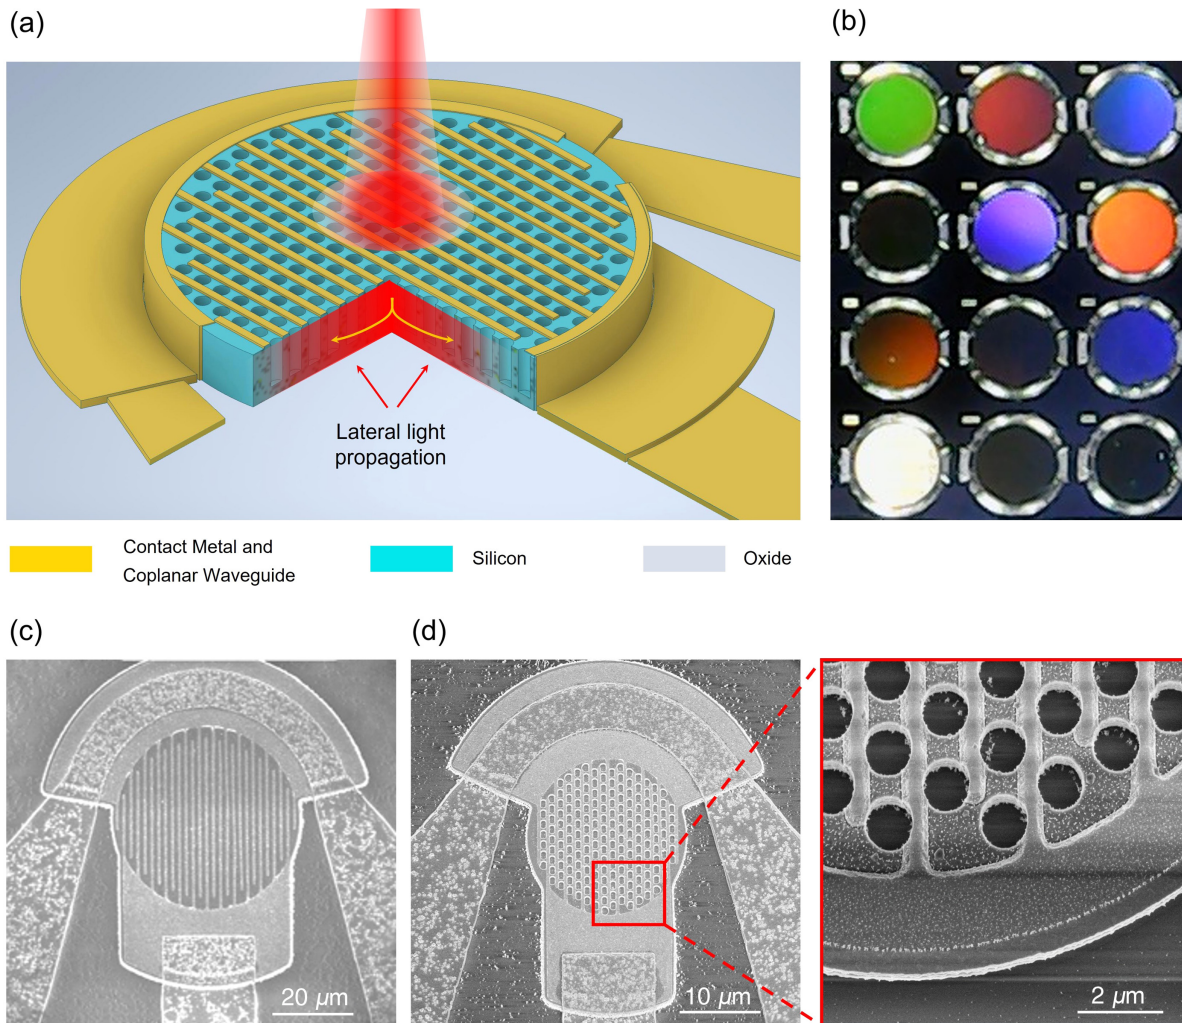 (a)
(b)
Lateral light
propagation
Contact Metal and
Coplanar Waveguide
Silicon
Oxide
(c)
(d)
20 µm
10 µm
2 µm